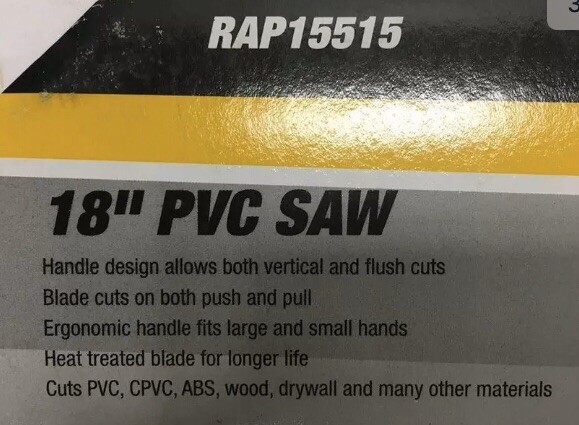 3
RAP15515
18" PVC SAW
Handle design allows both vertical and flush cuts
Blade cuts on both push and pull
Ergonomic handle fits large and small hands
Heat treated blade for longer life
Cuts PVC, CPVC, ABS, wood, drywall and many other materials